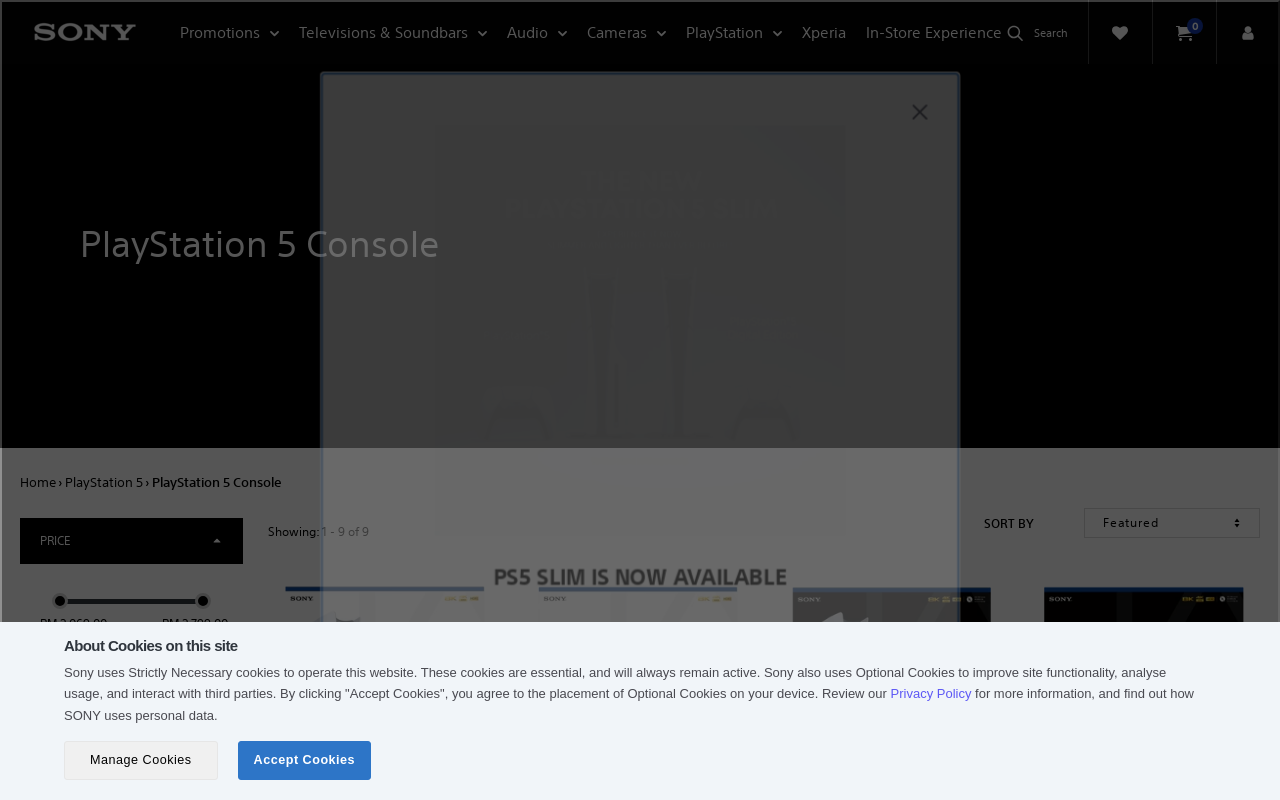 SONY
Promotions
Televisions & Soundbars
Audio
Cameras
PlayStation
Xperia
In-Store Experience
Search
0
PlayStation 5 Console
Home › PlayStation 5 › PlayStation 5 Console
PRICE
Showing: 1 - 9 of 9
SORT BY
Featured
PS5 SLIM IS NOW AVAILABLE
SONY
SONY
SONY
SONY
About Cookies on this site
Sony uses Strictly Necessary cookies to operate this website. These cookies are essential, and will always remain active. Sony also uses Optional Cookies to improve site functionality, analyse
usage, and interact with third parties. By clicking "Accept Cookies", you agree to the placement of Optional Cookies on your device. Review our Privacy Policy for more information, and find out how
SONY uses personal data.
Manage Cookies
Accept Cookies